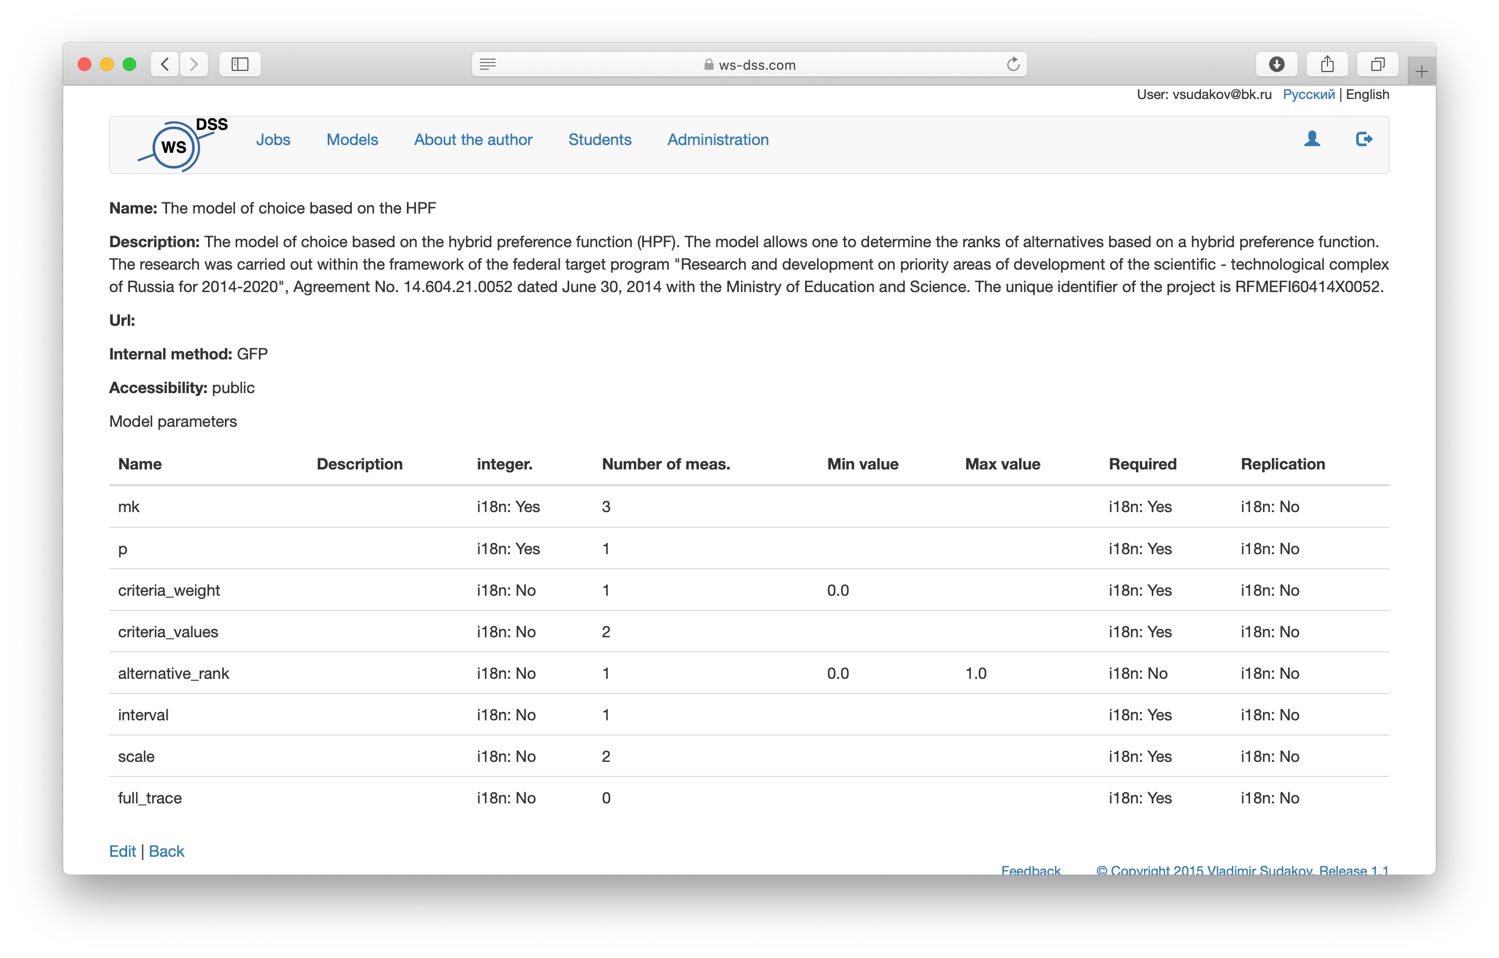 ws-dss.com
User: vsudakov@bk.ru Русский | English
WS DSS Jobs Models About the author Students Administration
Name: The model of choice based on the HPF
Description: The model of choice based on the hybrid preference function (HPF). The model allows one to determine the ranks of alternatives based on a hybrid preference function.
The research was carried out within the framework of the federal target program "Research and development on priority areas of development of the scientific - technological complex
of Russia for 2014-2020", Agreement No. 14.604.21.0052 dated June 30, 2014 with the Ministry of Education and Science. The unique identifier of the project is RFMEFI60414X0052.
Url:
Internal method: GFP
Accessibility: public
Model parameters
Name Description integer. Number of meas. Min value Max value Required Replication
mk i18n: Yes 3 i18n: Yes i18n: No
p i18n: Yes 1 i18n: Yes i18n: No
criteria_weight i18n: No 1 0.0 i18n: Yes i18n: No
criteria_values i18n: No 2 i18n: Yes i18n: No
alternative_rank i18n: No 1 0.0 1.0 i18n: No i18n: No
interval i18n: No 1 i18n: Yes i18n: No
scale i18n: No 2 i18n: Yes i18n: No
full_trace i18n: No 0 i18n: Yes i18n: No
Edit | Back
Feedback © Copyright 2015 Vladimir Sudakov. Release 1.1